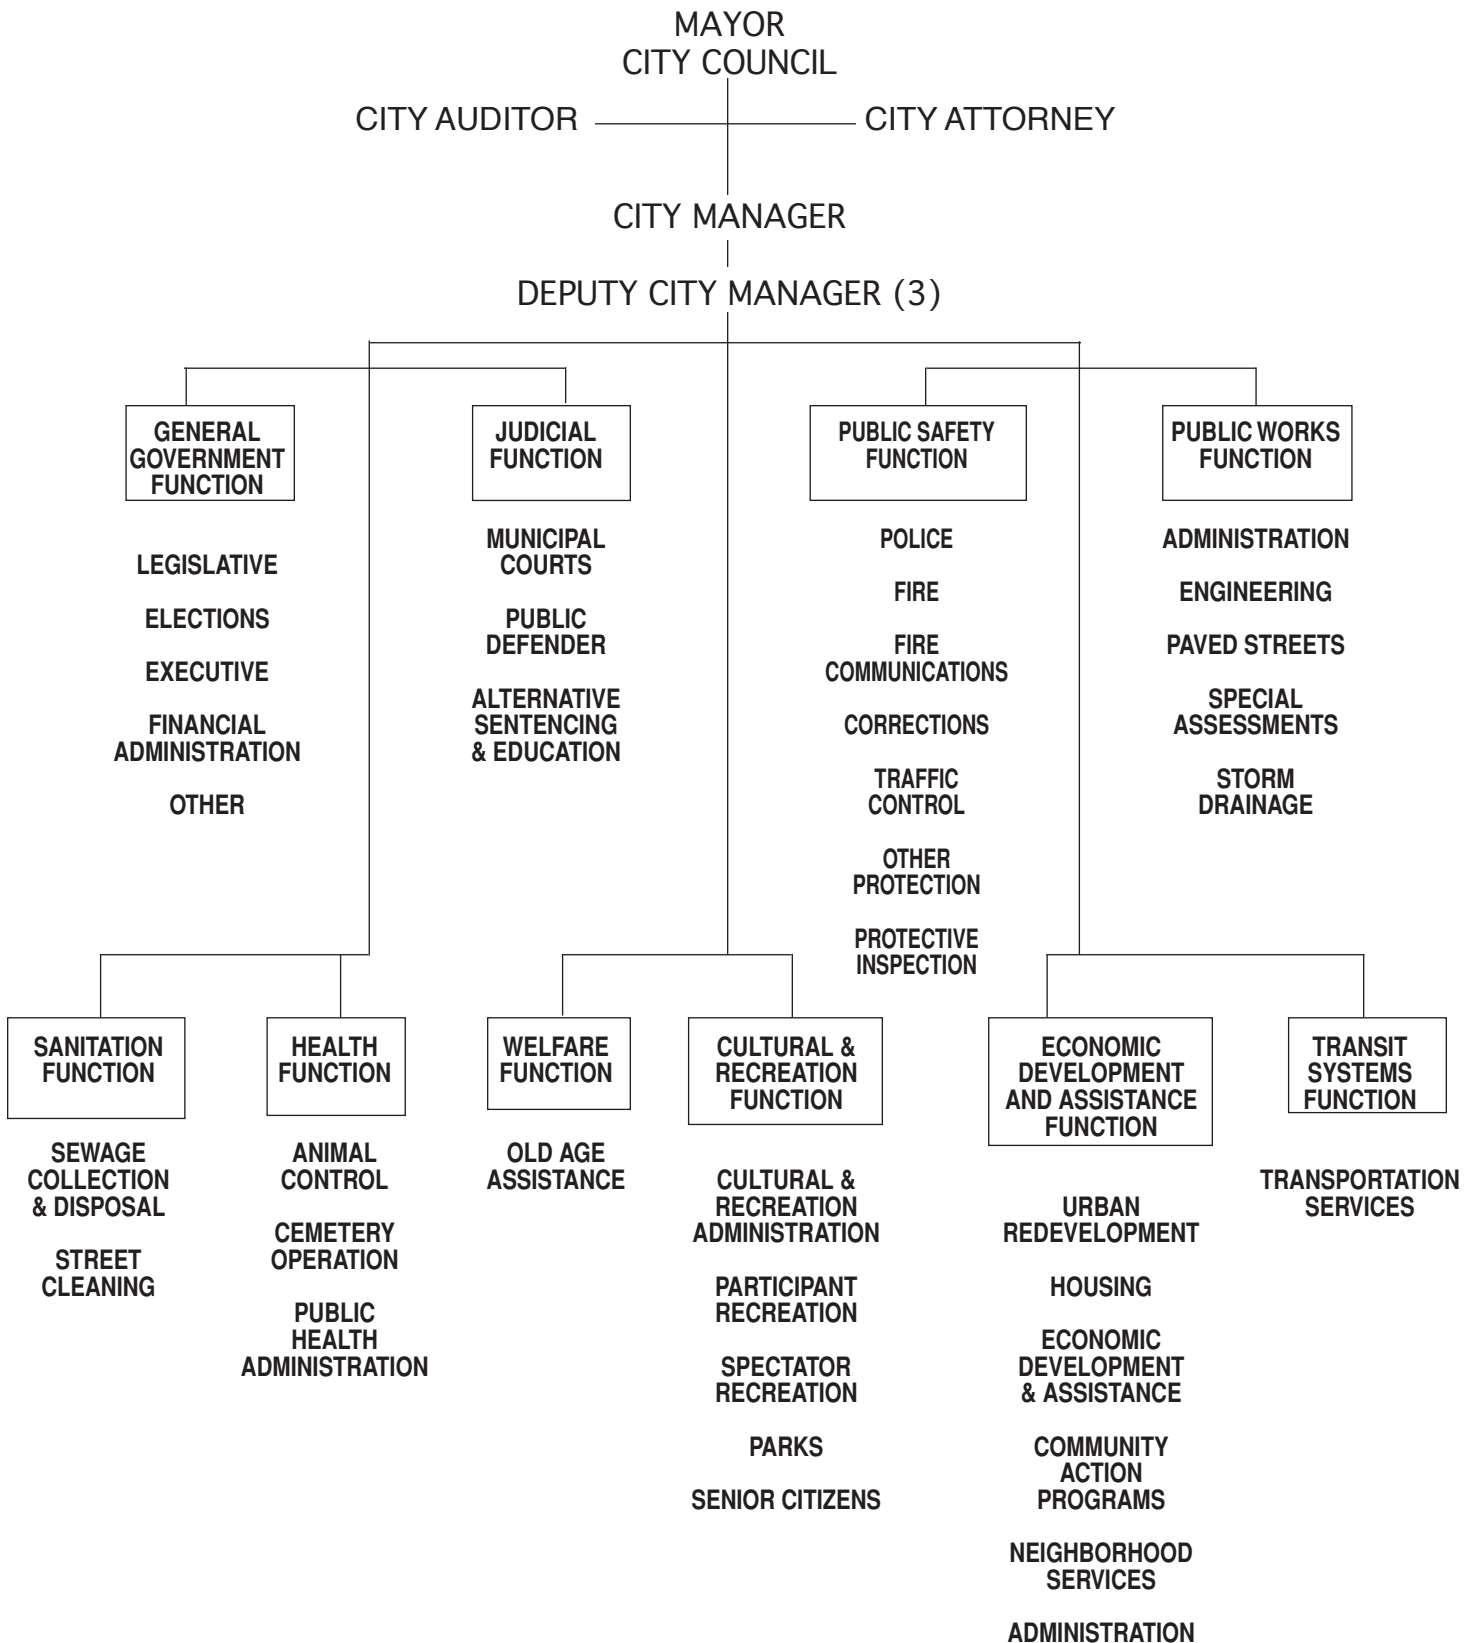 MAYOR
CITY COUNCIL
CITY AUDITOR
CITY ATTORNEY
CITY MANAGER
DEPUTY CITY MANAGER (3)
GENERAL
GOVERNMENT
FUNCTION
LEGISLATIVE
ELECTIONS
EXECUTIVE
FINANCIAL
ADMINISTRATION
OTHER
JUDICIAL
FUNCTION
MUNICIPAL
COURTS
PUBLIC
DEFENDER
ALTERNATIVE
SENTENCING
& EDUCATION
PUBLIC SAFETY
FUNCTION
POLICE
FIRE
FIRE
COMMUNICATIONS
CORRECTIONS
TRAFFIC
CONTROL
OTHER
PROTECTION
PROTECTIVE
INSPECTION
PUBLIC WORKS
FUNCTION
ADMINISTRATION
ENGINEERING
PAVED STREETS
SPECIAL
ASSESSMENTS
STORM
DRAINAGE
SANITATION
FUNCTION
SEWAGE
COLLECTION
& DISPOSAL
STREET
CLEANING
HEALTH
FUNCTION
ANIMAL
CONTROL
CEMETERY
OPERATION
PUBLIC
HEALTH
ADMINISTRATION
WELFARE
FUNCTION
OLD AGE
ASSISTANCE
CULTURAL &
RECREATION
FUNCTION
CULTURAL &
RECREATION
ADMINISTRATION
PARTICIPANT
RECREATION
SPECTATOR
RECREATION
PARKS
SENIOR CITIZENS
ECONOMIC
DEVELOPMENT
AND ASSISTANCE
FUNCTION
URBAN
REDEVELOPMENT
HOUSING
ECONOMIC
DEVELOPMENT
& ASSISTANCE
COMMUNITY
ACTION
PROGRAMS
NEIGHBORHOOD
SERVICES
ADMINISTRATION
TRANSIT
SYSTEMS
FUNCTION
TRANSPORTATION
SERVICES